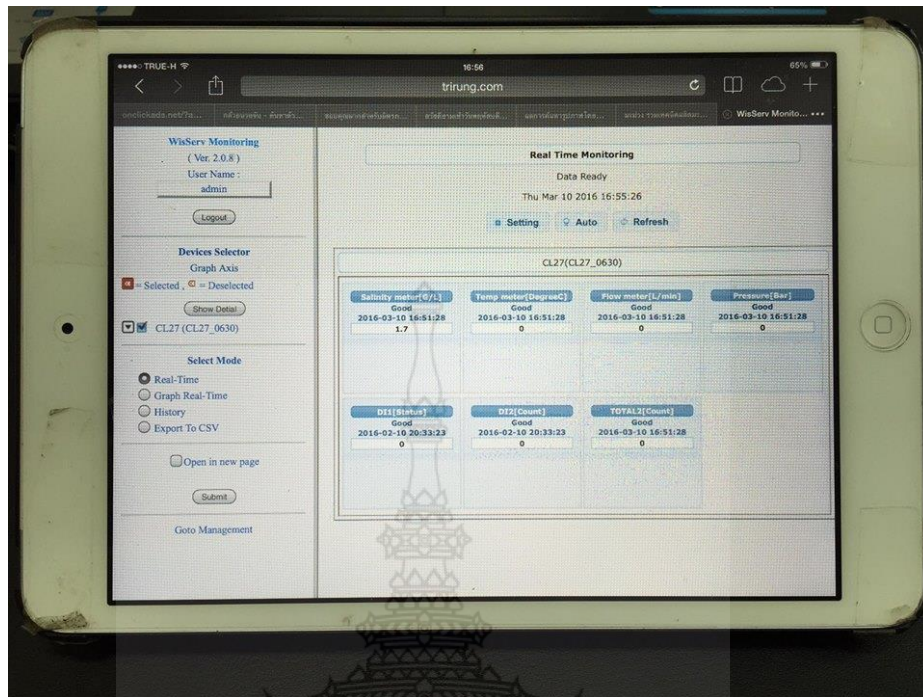 TRUE-H
16:56
65%
trirung.com
onclickads.net/?a...
WisServ Monito...
WisServ Monitoring
( Ver. 2.0.8 )
User Name :
admin
Logout
Devices Selector
Graph Axis
= Selected , = Deselected
Show Detial
CL27 (CL27_0630)
Select Mode
Real-Time
Graph Real-Time
History
Export To CSV
Open in new page
Submit
Goto Management
Real Time Monitoring
Data Ready
Thu Mar 10 2016 16:55:26
Setting Auto Refresh
CL27(CL27_0630)
Salinity meter[G/L]
Good
2016-03-10 16:51:28
1.7
Temp meter[DegreeC]
Good
2016-03-10 16:51:28
0
Flow meter[L/min]
Good
2016-03-10 16:51:28
0
Pressure[Bar]
Good
2016-03-10 16:51:28
0
DI1[Status]
Good
2016-02-10 20:33:23
0
DI2[Count]
Good
2016-02-10 20:33:23
0
TOTAL2[Count]
Good
2016-03-10 16:51:28
0